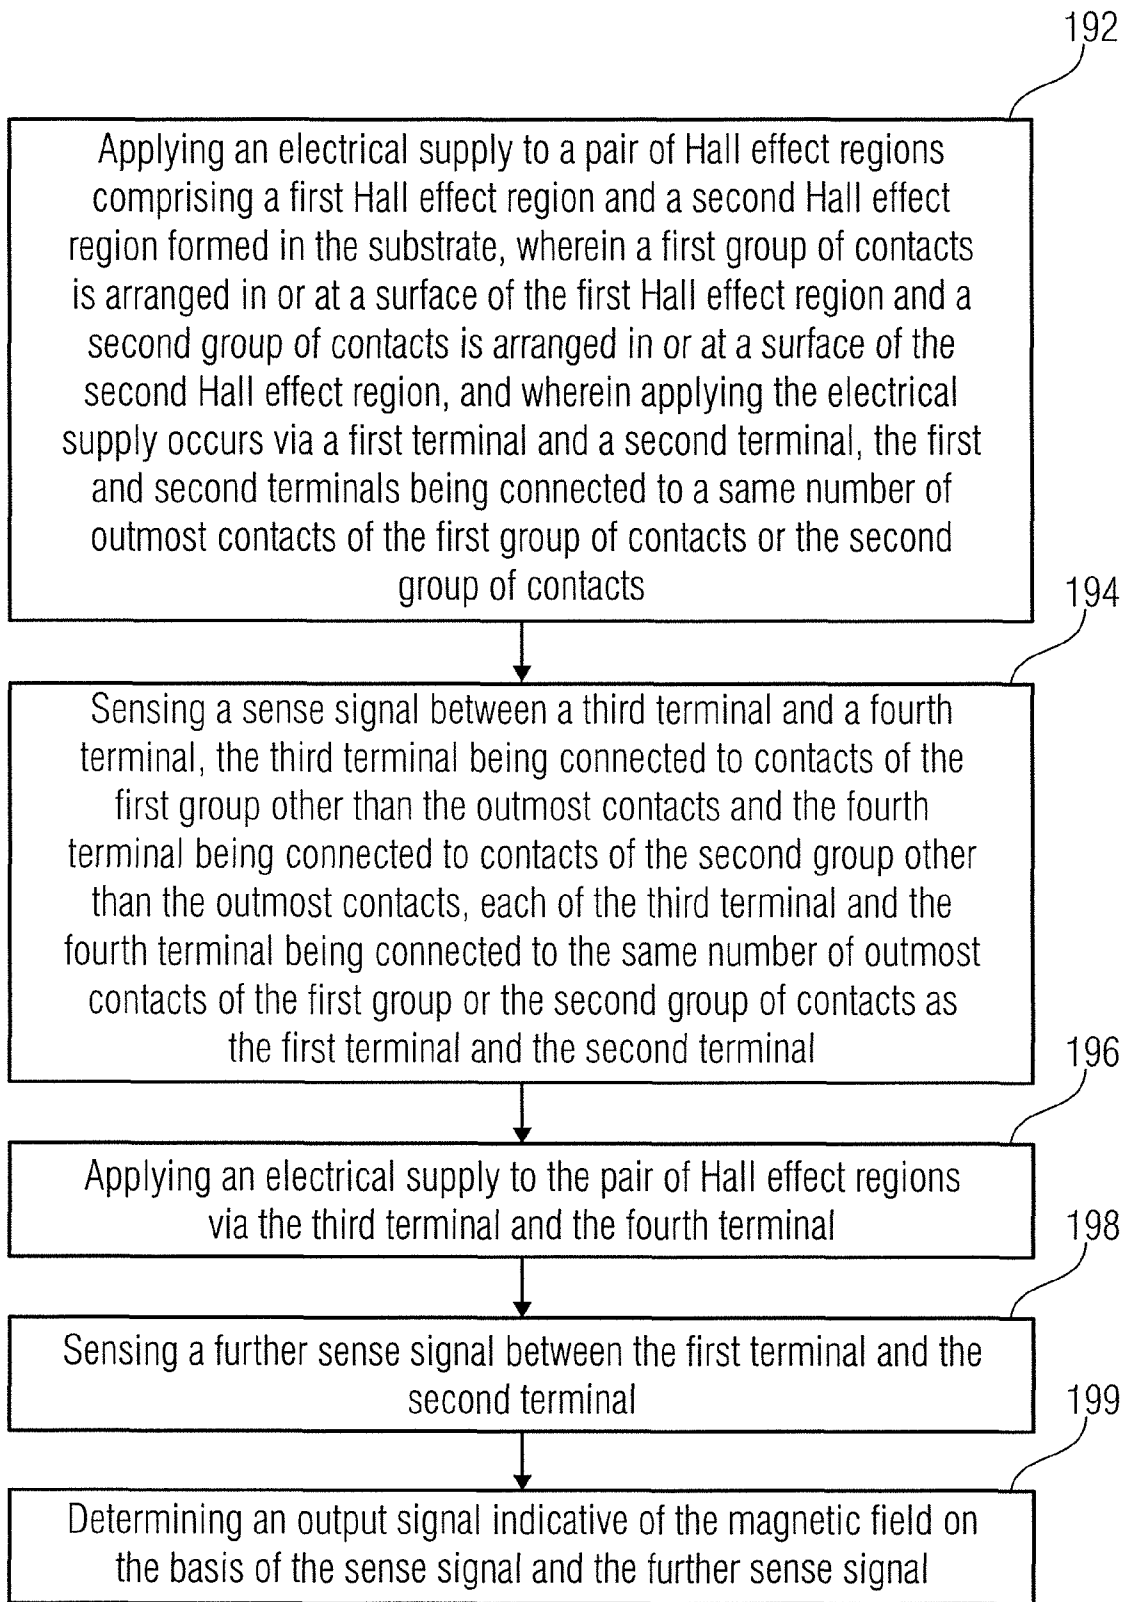 192
Applying an electrical supply to a pair of Hall effect regions
comprising a first Hall effect region and a second Hall effect
region formed in the substrate, wherein a first group of contacts
is arranged in or at a surface of the first Hall effect region and a
second group of contacts is arranged in or at a surface of the
second Hall effect region, and wherein applying the electrical
supply occurs via a first terminal and a second terminal, the first
and second terminals being connected to a same number of
outmost contacts of the first group of contacts or the second
group of contacts
194
Sensing a sense signal between a third terminal and a fourth
terminal, the third terminal being connected to contacts of the
first group other than the outmost contacts and the fourth
terminal being connected to contacts of the second group other
than the outmost contacts, each of the third terminal and the
fourth terminal being connected to the same number of outmost
contacts of the first group or the second group of contacts as
the first terminal and the second terminal
196
Applying an electrical supply to the pair of Hall effect regions
via the third terminal and the fourth terminal
198
Sensing a further sense signal between the first terminal and the
second terminal
199
Determining an output signal indicative of the magnetic field on
the basis of the sense signal and the further sense signal